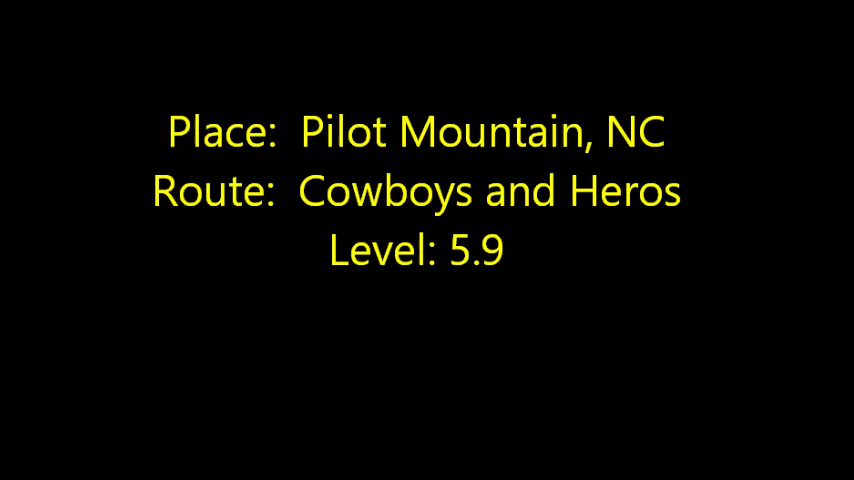 Place:  Pilot Mountain, NC
Route:  Cowboys and Heros
Level: 5.9